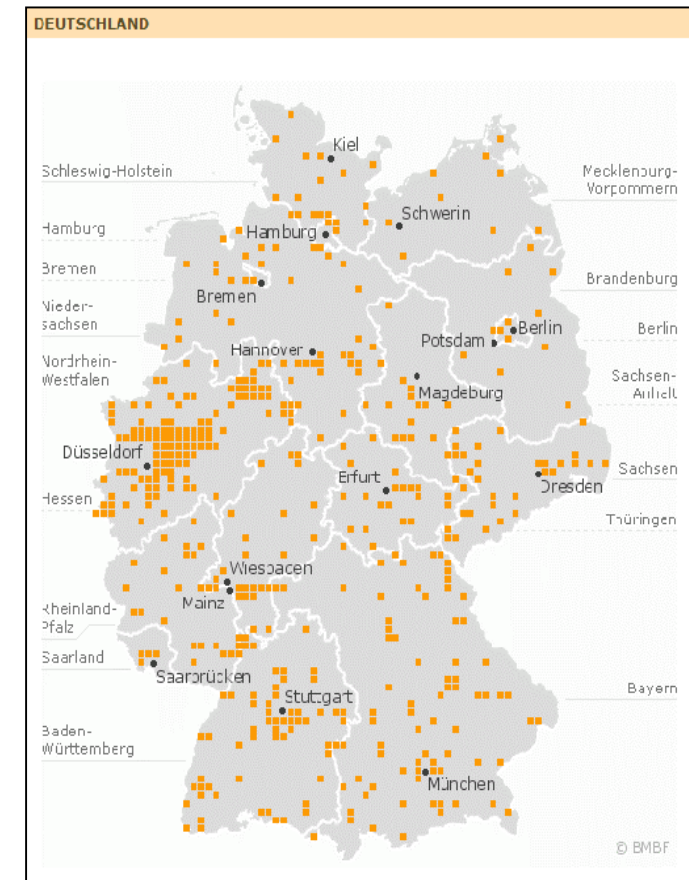 DEUTSCHLAND
Kiel
Schleswig-Holstein
Mecklenburg-
Vorpommern
Schwerin
Hamburg
Hamburg
Bremen
Brandenburg
Bremen
Nieder-
sachsen
Berlin
Berlin
Potsdam
Hannover
Nordrhein-
Westfalen
Sachsen-
Anhalt
Magdeburg
Düsseldorf
Erfurt
Sachsen
Dresden
Hessen
Thüringen
Wiesbaden
Mainz
Rheinland-
Pfalz
Saarland
Saarbrücken
Bayern
Stuttgart
Baden-
Württemberg
München
© BMBF